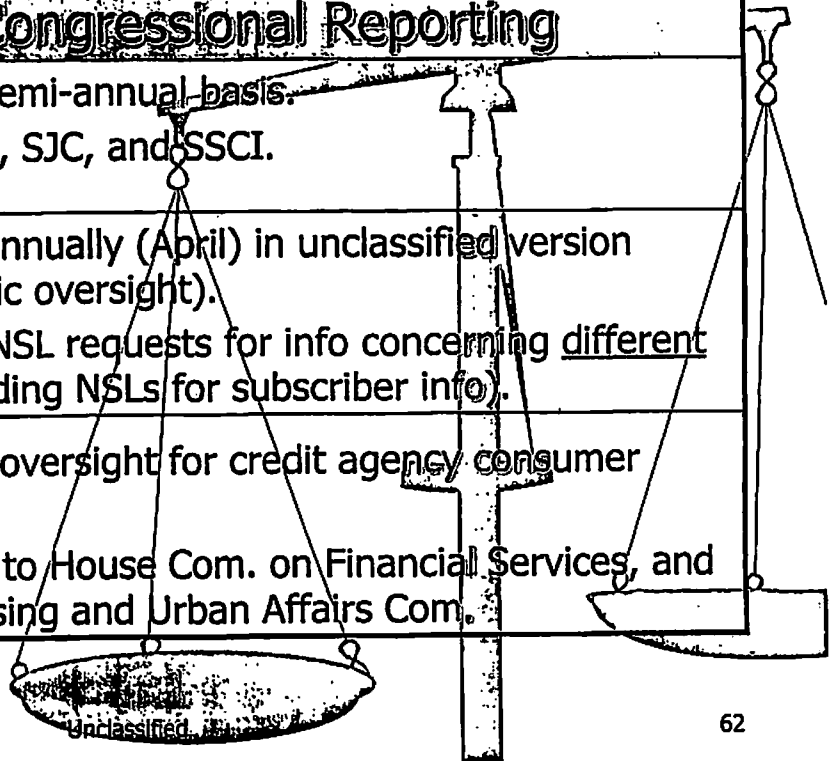 Congressional Reporting
emi-annual basis.
, SJC, and SSCI.
nnually (April) in unclassified version
ic oversight).
NSL requests for info concerning different
ding NSLs for subscriber info).
oversight for credit agency consumer
to House Com. on Financial Services, and
sing and Urban Affairs Com.
Unclassified
62